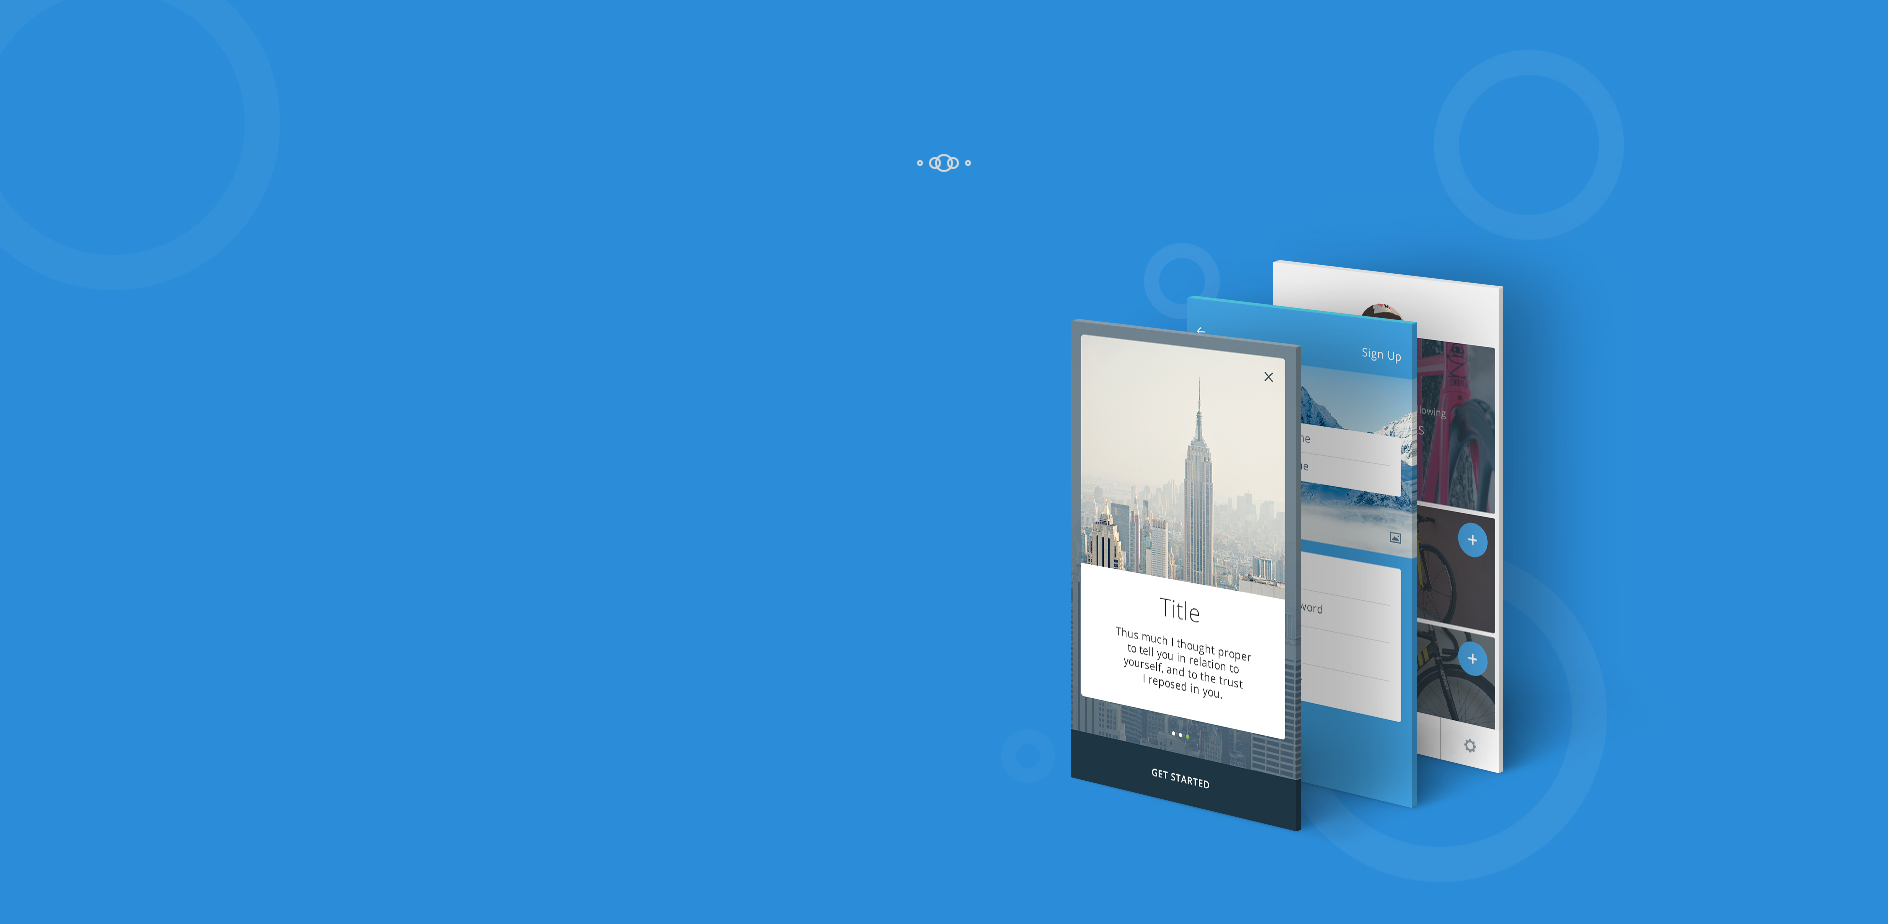 Sign Up
lowing
S
ne
ne
word
Title
Thus much I thought proper
to tell you in relation to
yourself, and to the trust
I reposed in you.
GET STARTED